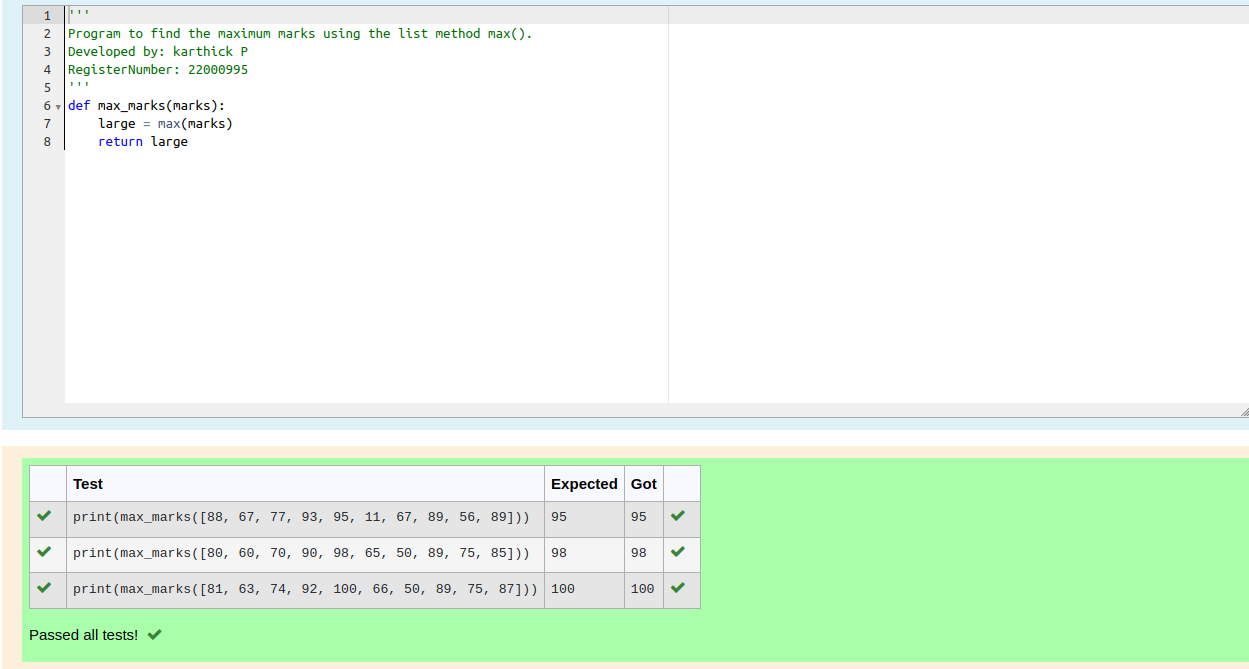 1 '''
2 Program to find the maximum marks using the list method max().
3 Developed by: karthick P
4 RegisterNumber: 22000995
5 '''
6 def max_marks(marks):
7     large = max(marks)
8     return large
Test Expected Got
print(max_marks([88, 67, 77, 93, 95, 11, 67, 89, 56, 89])) 95 95
print(max_marks([80, 60, 70, 90, 98, 65, 50, 89, 75, 85])) 98 98
print(max_marks([81, 63, 74, 92, 100, 66, 50, 89, 75, 87])) 100 100
Passed all tests!